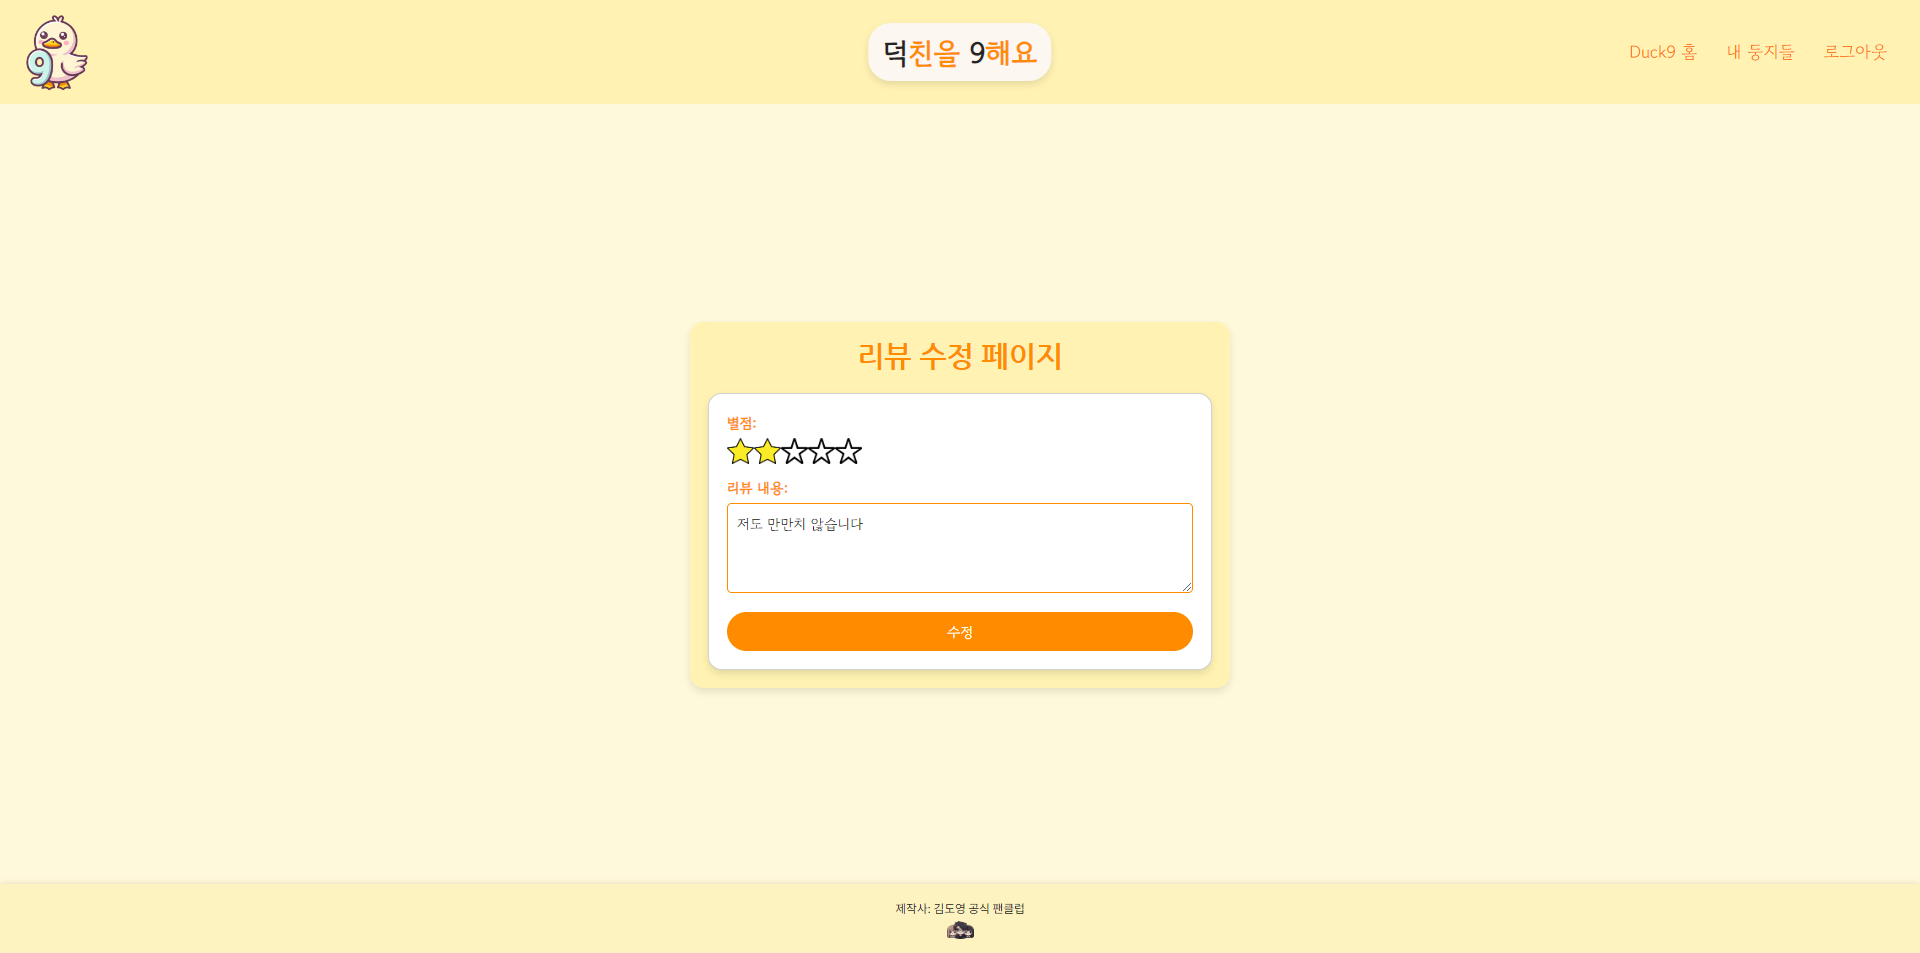 9
덕친을 9해요
Duck9 홈 내 둥지들 로그아웃
리뷰 수정 페이지
별점:
리뷰 내용:
저도 만만치 않습니다
수정
제작사: 김도영 공식 팬클럽